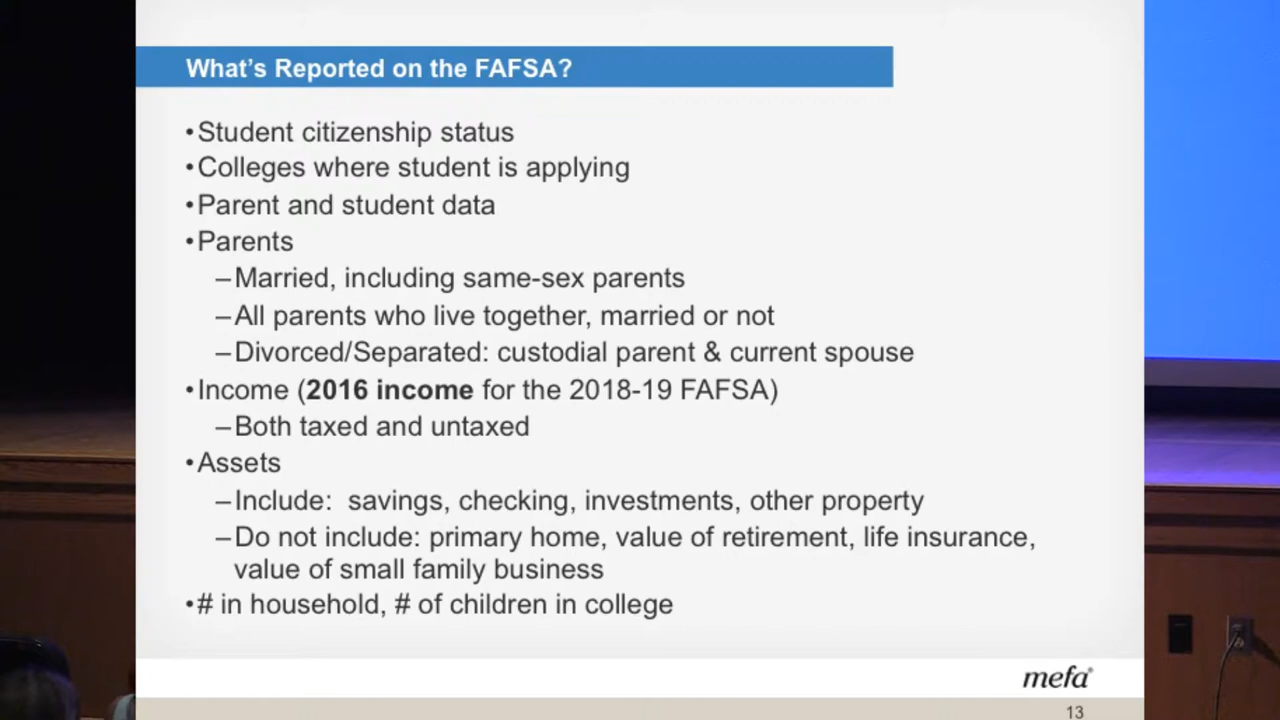 What's Reported on the FAFSA?
•Student citizenship status
•Colleges where student is applying
•Parent and student data
•Parents
–Married, including same-sex parents
–All parents who live together, married or not
–Divorced/Separated: custodial parent & current spouse
•Income (2016 income for the 2018-19 FAFSA)
–Both taxed and untaxed
•Assets
–Include:  savings, checking, investments, other property
–Do not include: primary home, value of retirement, life insurance,
value of small family business
•# in household, # of children in college
mefa®
13